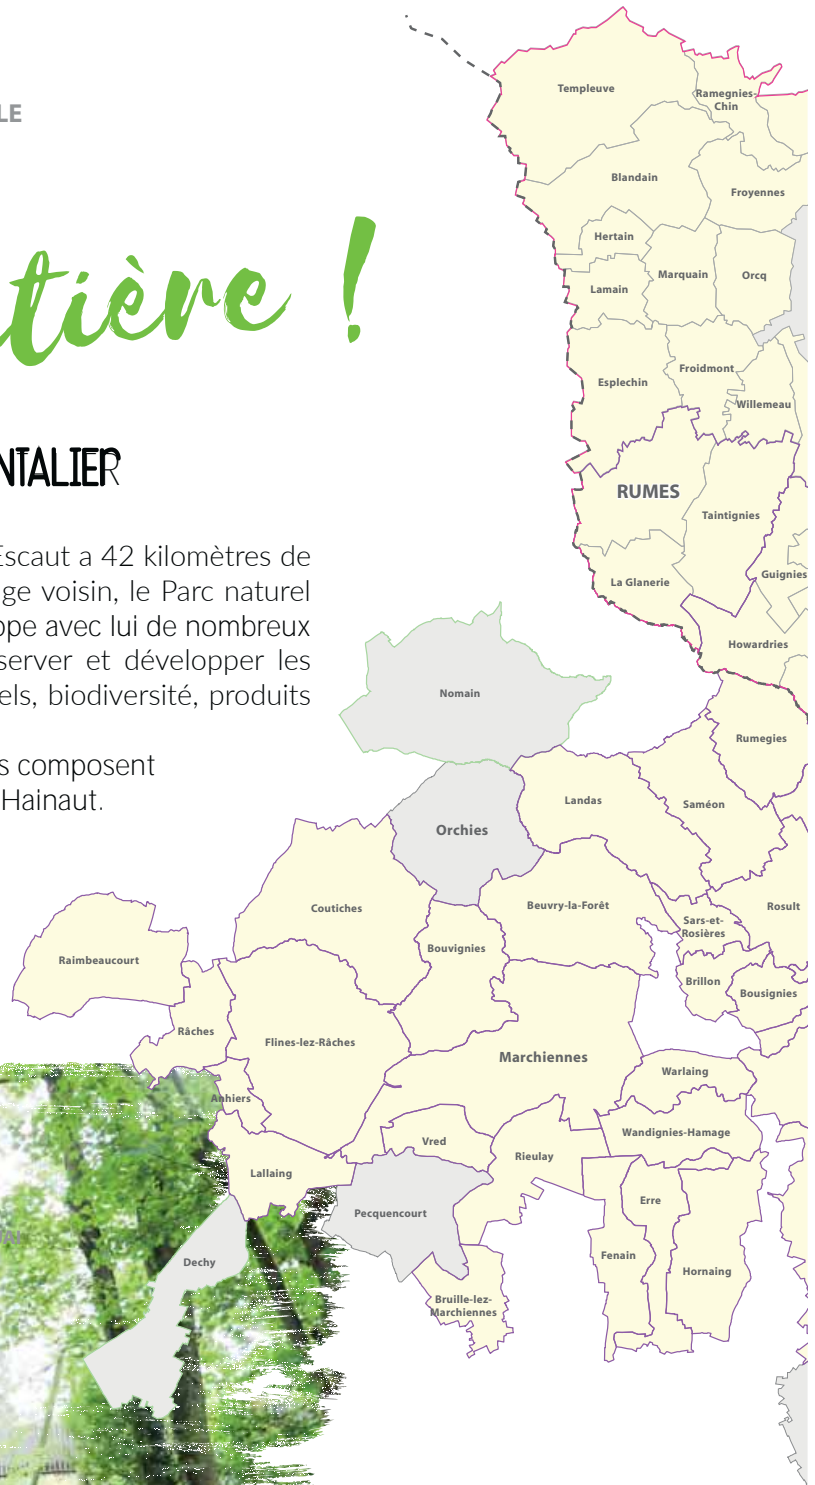 LE
tière !
NTALIER
Escaut a 42 kilomètres de
ge voisin, le Parc naturel
ppe avec lui de nombreux
server et développer les
els, biodiversité, produits
s composent
Hainaut.
Templeuve
Ramegnies-
Chin
Blandain
Froyennes
Hertain
Marquain
Orcq
Lamain
Froidmont
Esplechin
Willemeau
RUMES
Taintignies
La Glanerie
Guignies
Howardries
Nomain
Rumegies
Landas
Saméon
Orchies
Coutiches
Beuvry-la-Forêt
Rosult
Sars-et-
Rosières
Bouvignies
Raimbeaucourt
Brillon
Bousignies
Râches
Flines-lez-Râches
Marchiennes
Warlaing
Anhiers
Vred
Wandignies-Hamage
Rieulay
Lallaing
Erre
Pecquencourt
Fenain
Dechy
Hornaing
Bruille-lez-
Marchiennes